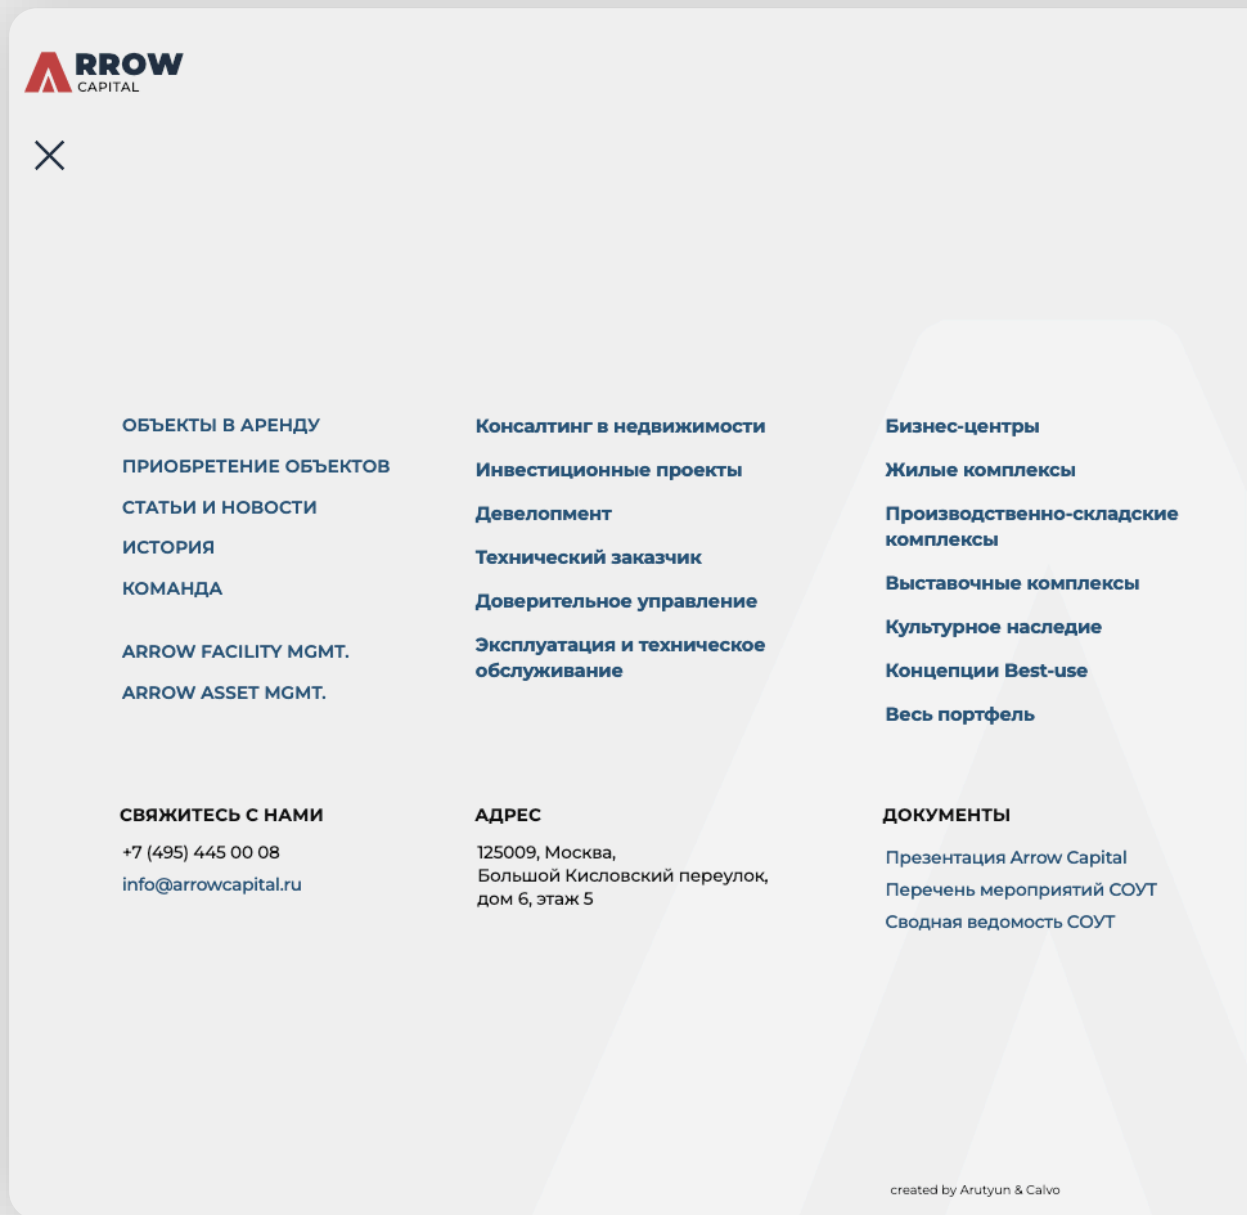 ARROW
CAPITAL
ОБЪЕКТЫ В АРЕНДУ
ПРИОБРЕТЕНИЕ ОБЪЕКТОВ
СТАТЬИ И НОВОСТИ
ИСТОРИЯ
КОМАНДА
ARROW FACILITY MGMT.
ARROW ASSET MGMT.
Консалтинг в недвижимости
Инвестиционные проекты
Девелопмент
Технический заказчик
Доверительное управление
Эксплуатация и техническое
обслуживание
Бизнес-центры
Жилые комплексы
Производственно-складские
комплексы
Выставочные комплексы
Культурное наследие
Концепции Best-use
Весь портфель
СВЯЖИТЕСЬ С НАМИ
+7 (495) 445 00 08
info@arrowcapital.ru
АДРЕС
125009, Москва,
Большой Кисловский переулок,
дом 6, этаж 5
ДОКУМЕНТЫ
Презентация Arrow Capital
Перечень мероприятий СОУТ
Сводная ведомость СОУТ
created by Arutyun & Calvo